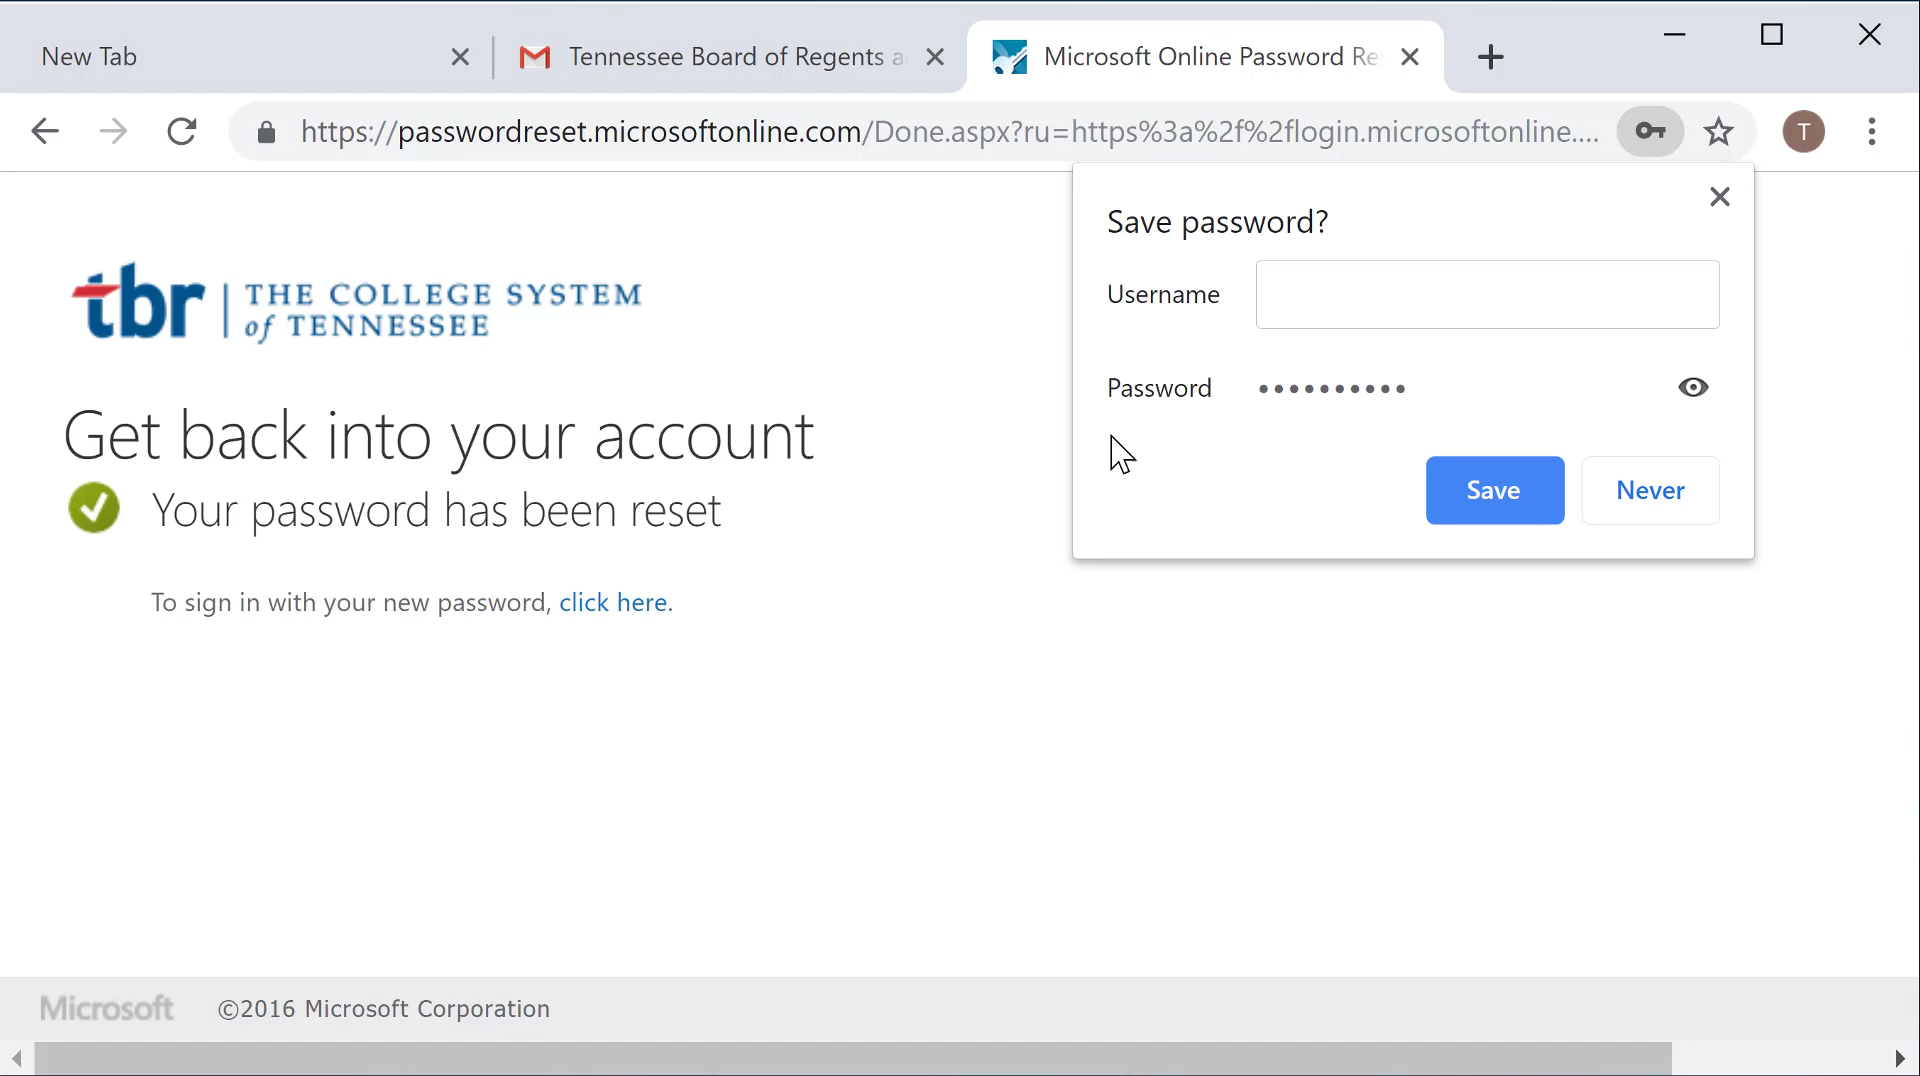 New Tab
Tennessee Board of Regents a
Microsoft Online Password Re
https://passwordreset.microsoftonline.com/Done.aspx?ru=https%3a%2f%2flogin.microsoftonline....
T
Save password?
Username
Password ••••••••••
Save Never
tbr THE COLLEGE SYSTEM
of TENNESSEE
Get back into your account
Your password has been reset
To sign in with your new password, click here.
Microsoft ©2016 Microsoft Corporation